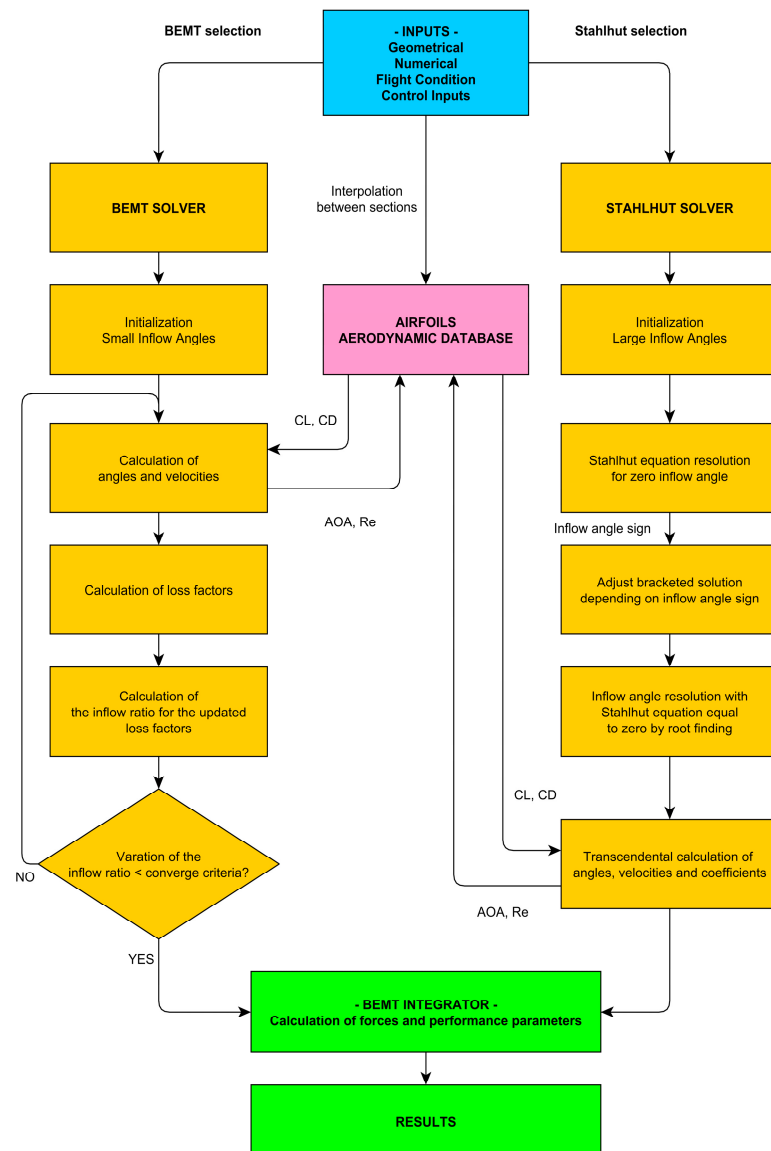 BEMT selection
- INPUTS -
Geometrical
Numerical
Flight Condition
Control Inputs
Stahlhut selection
BEMT SOLVER
Interpolation
between sections
STAHLHUT SOLVER
Initialization
Small Inflow Angles
AIRFOILS
AERODYNAMIC DATABASE
Initialization
Large Inflow Angles
CL, CD
Calculation of
angles and velocities
AOA, Re
Stahlhut equation resolution
for zero inflow angle
Inflow angle sign
Calculation of loss factors
Adjust bracketed solution
depending on inflow angle sign
Calculation of
the inflow ratio for the updated
loss factors
Inflow angle resolution with
Stahlhut equation equal
to zero by root finding
CL, CD
Varation of the
inflow ratio < converge criteria?
NO
Transcendental calculation of
angles, velocities and coefficients
AOA, Re
YES
- BEMT INTEGRATOR -
Calculation of forces and performance parameters
RESULTS